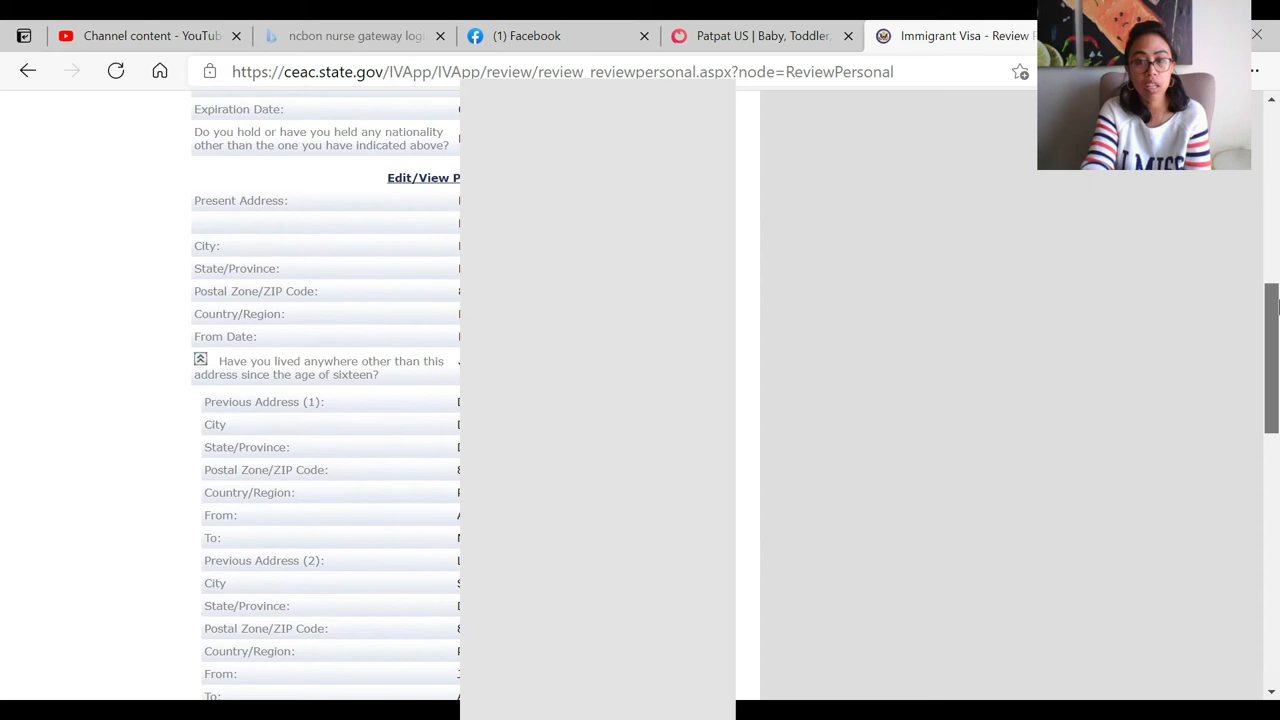 Channel content - YouTub
ncbon nurse gateway logi
(1) Facebook
Patpat US | Baby, Toddler,
Immigrant Visa - Review
https://ceac.state.gov/IVApp/IVApp/review/review_reviewpersonal.aspx?node=ReviewPersonal
Expiration Date:
Do you hold or have you held any nationality
other than the one you have indicated above?
Edit/View P
Present Address:
City:
State/Province:
Postal Zone/ZIP Code:
Country/Region:
From Date:
Have you lived anywhere other than this
address since the age of sixteen?
Previous Address (1):
City
State/Province:
Postal Zone/ZIP Code:
Country/Region:
From:
To:
Previous Address (2):
City
State/Province:
Postal Zone/ZIP Code:
Country/Region:
From:
To: